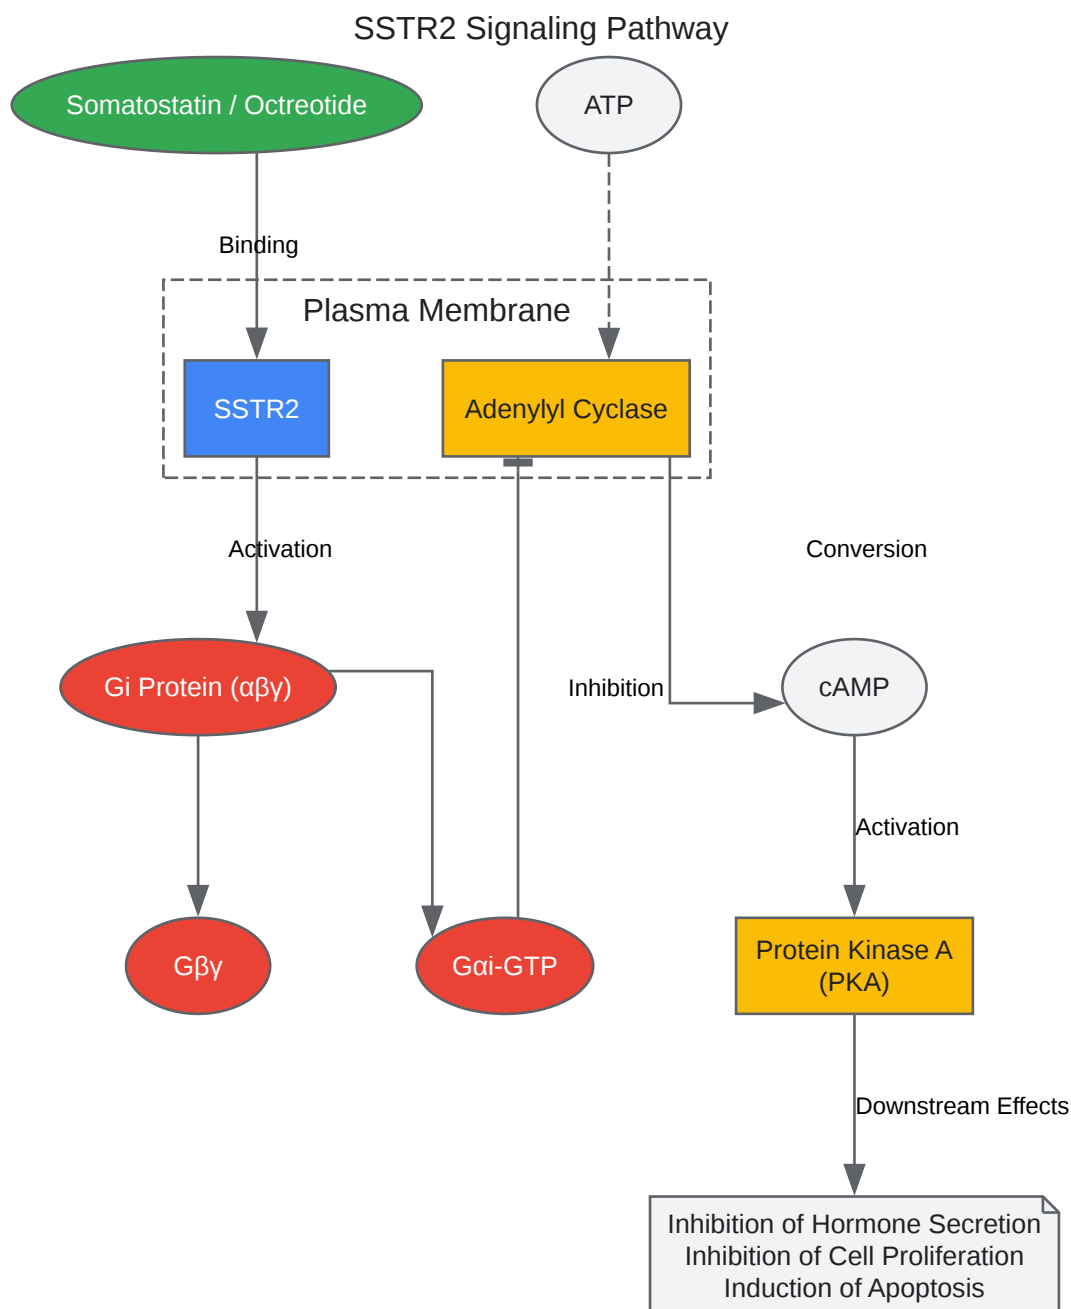 SSTR2 Signaling Pathway
Somatostatin / Octreotide
ATP
Binding
Plasma Membrane
SSTR2
Adenylyl Cyclase
Activation
Conversion
Gi Protein (αβγ)
Inhibition
cAMP
Activation
Gβγ
Gαi-GTP
Protein Kinase A
(PKA)
Downstream Effects
Inhibition of Hormone Secretion
Inhibition of Cell Proliferation
Induction of Apoptosis